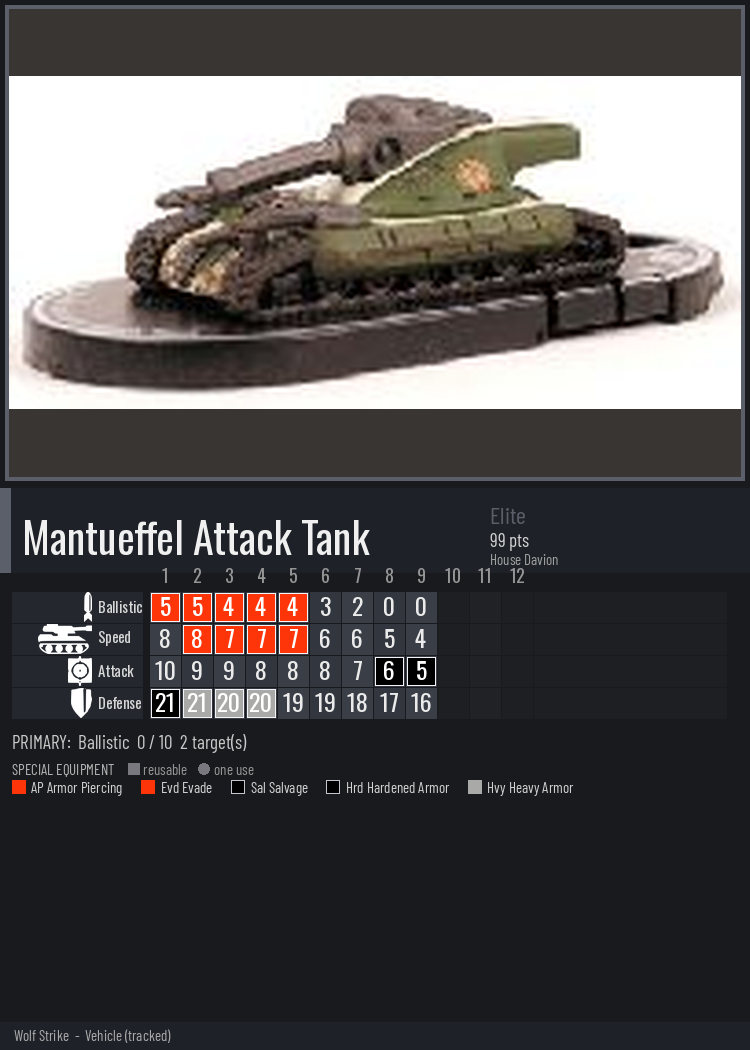 Mantueffel Attack Tank
Elite
99 pts
House Davion
1 2 3 4 5 6 7 8 9 10 11 12
Ballistic 5 5 4 4 4 3 2 0 0
Speed 8 8 7 7 7 6 6 5 4
Attack 10 9 9 8 8 8 7 6 5
Defense 21 21 20 20 19 19 18 17 16
PRIMARY: Ballistic 0 / 10 2 target(s)
SPECIAL EQUIPMENT reusable one use
AP Armor Piercing Evd Evade Sal Salvage Hrd Hardened Armor Hvy Heavy Armor
Wolf Strike - Vehicle (tracked)